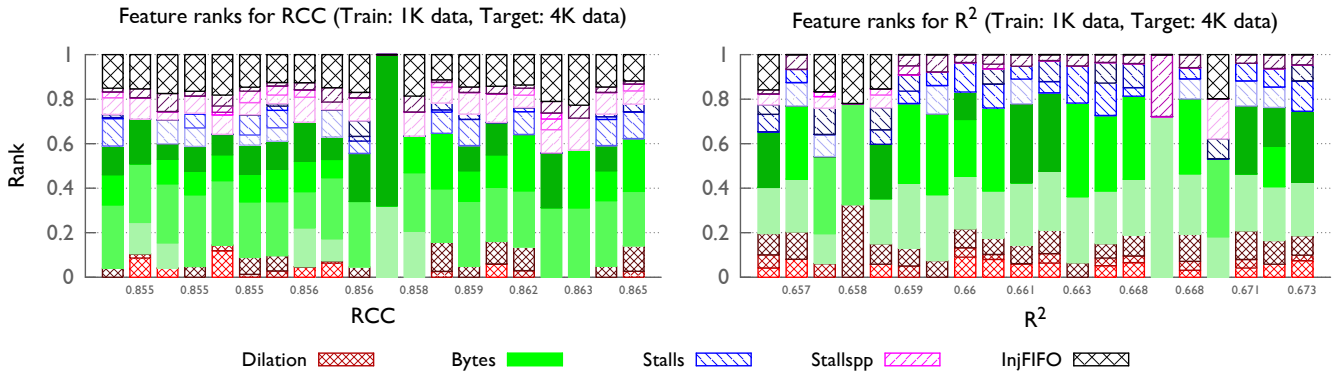 Feature ranks for RCC (Train: 1K data, Target: 4K data)
Feature ranks for R² (Train: 1K data, Target: 4K data)
Rank
1
0.8
0.6
0.4
0.2
0
0.855 0.855 0.855 0.856 0.856 0.858 0.859 0.862 0.863 0.865
RCC
1
0.8
0.6
0.4
0.2
0
0.657 0.658 0.659 0.66 0.661 0.663 0.668 0.668 0.671 0.673
R²
Dilation Bytes Stalls Stallspp InjFIFO